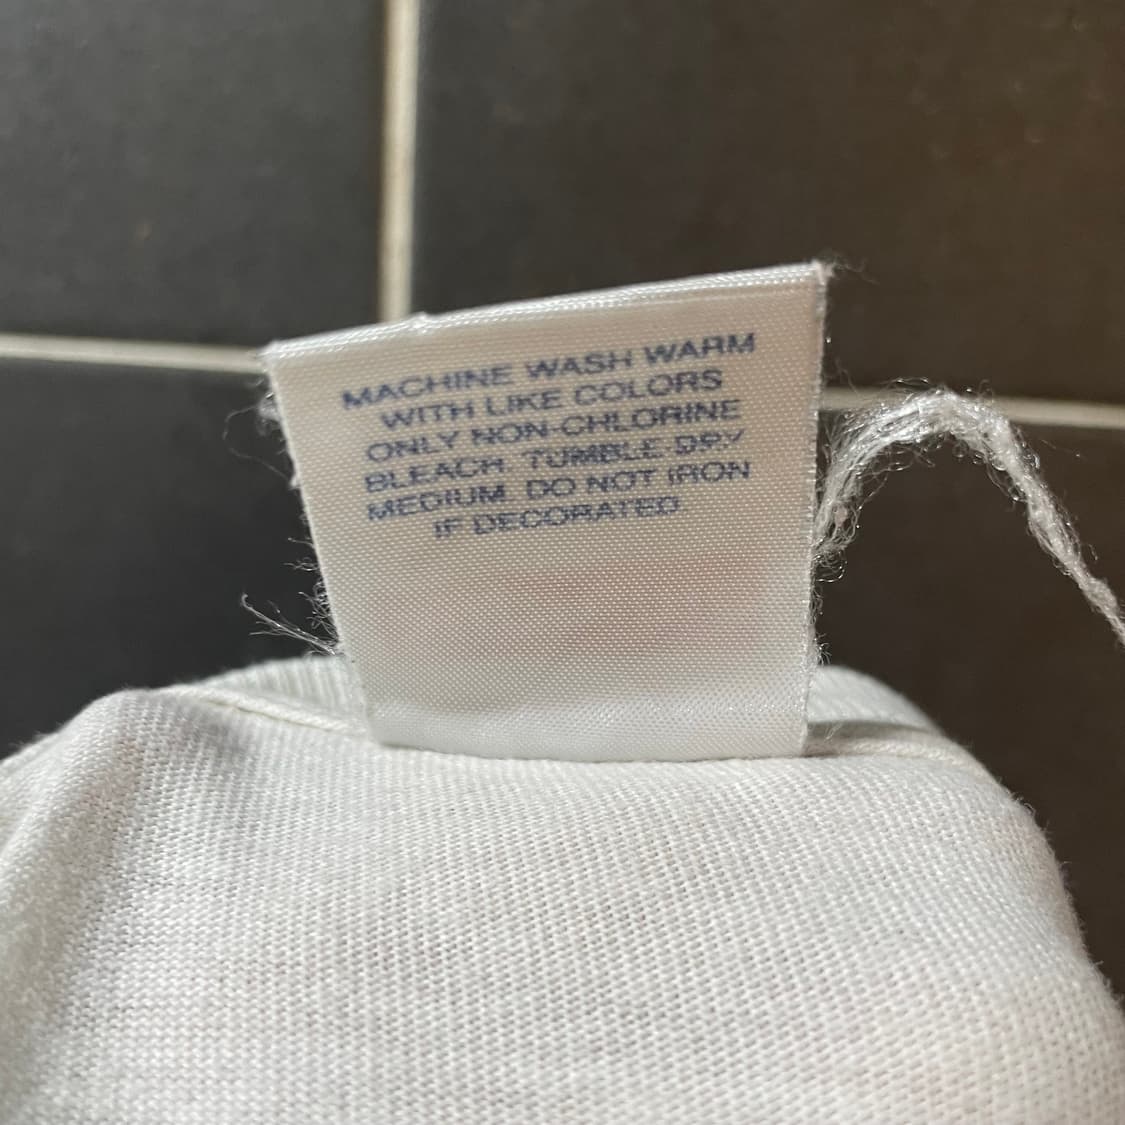 MACHINE WASH WARM
WITH LIKE COLORS
ONLY NON-CHLORINE
BLEACH. TUMBLE DRY
MEDIUM. DO NOT IRON
IF DECORATED.